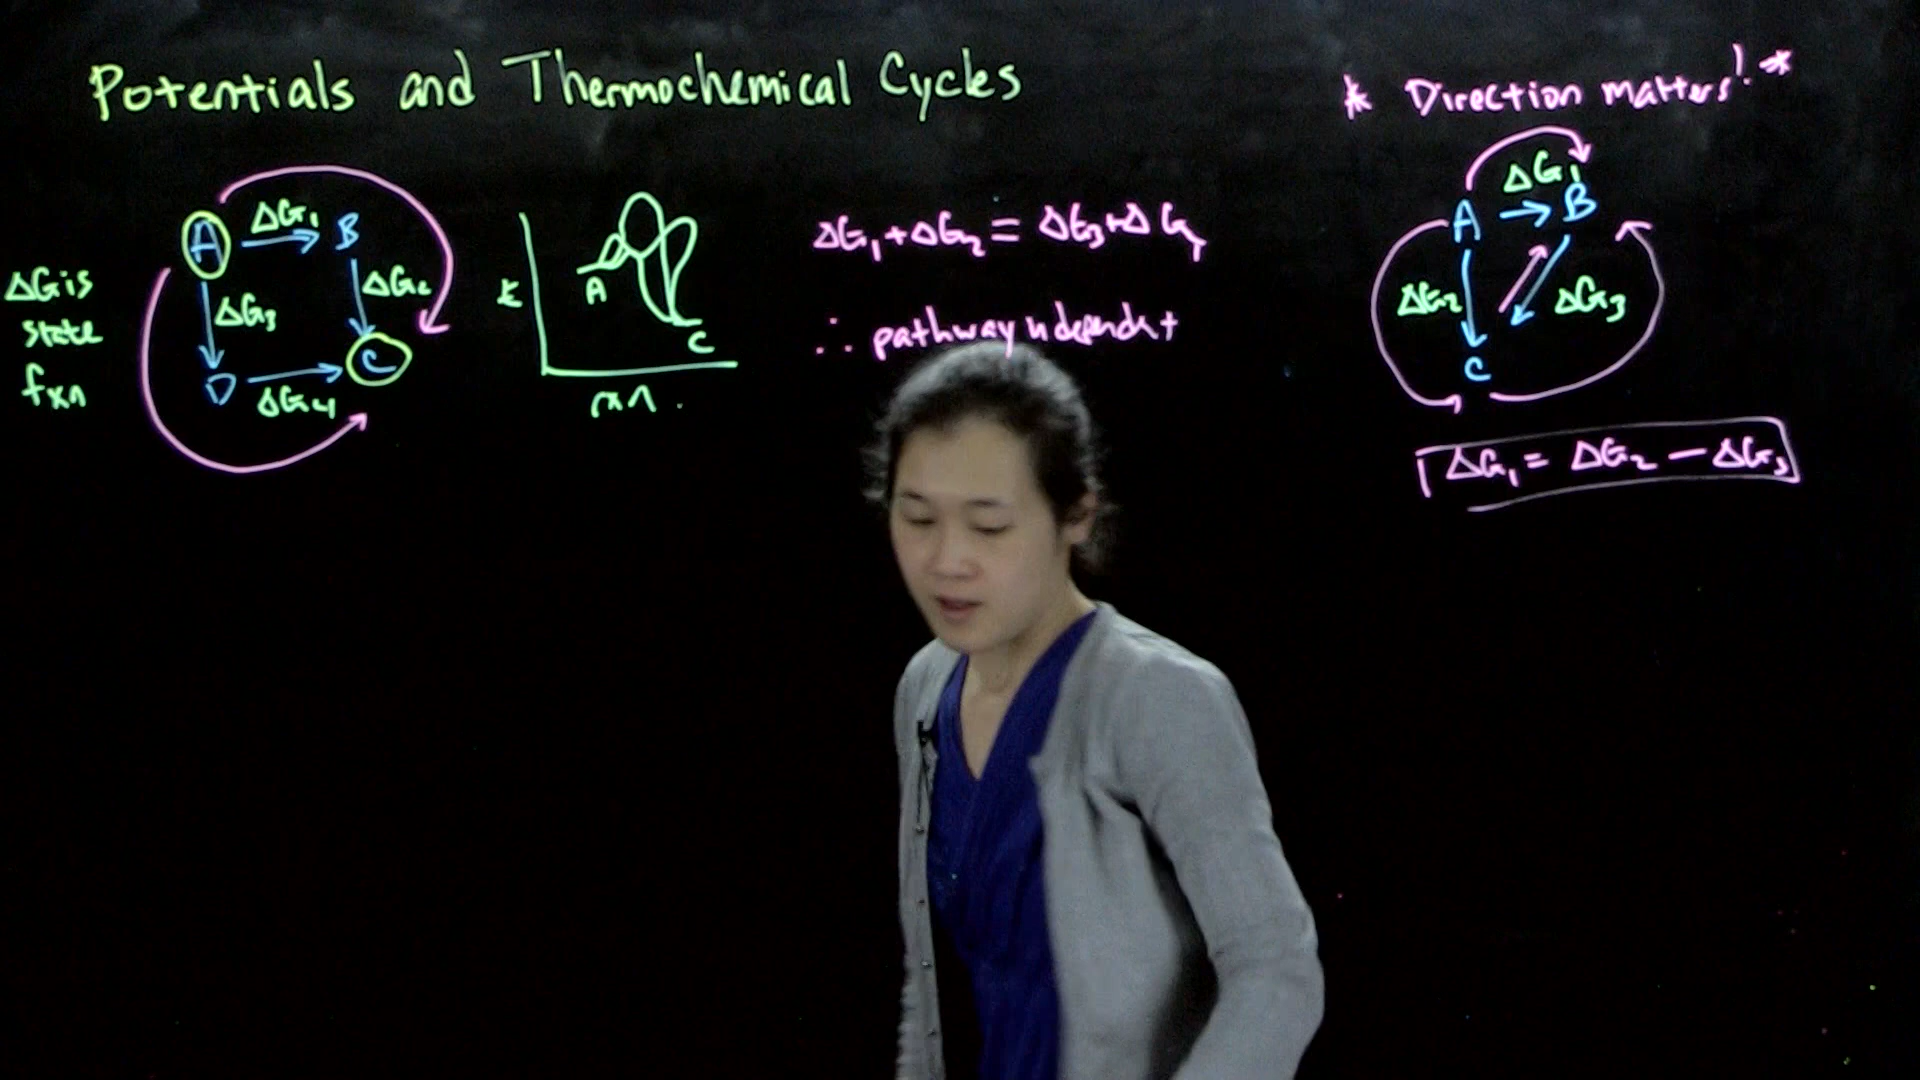 Potentials and Thermochemical Cycles
* Direction matters! *
ΔG is
state
fxn
A
ΔG₁
B
ΔG₃
ΔG₂
D
ΔG₄
C
E
A
C
rxn
ΔG₁+ΔG₂ = ΔG₃+ΔG₄
∴ pathway independent
ΔG₁
A
B
ΔG₂
ΔG₃
C
ΔG₁ = ΔG₂ − ΔG₃